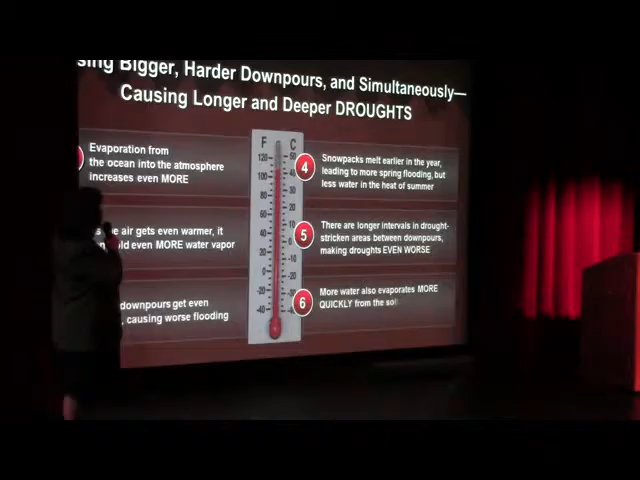 sing Bigger, Harder Downpours, and Simultaneously—
Causing Longer and Deeper DROUGHTS
Evaporation from
the ocean into the atmosphere
increases even MORE
air gets even warmer, it
even MORE water vapor
downpours get even
, causing worse flooding
F C
120
100
80
60
40
20
0
-20
-40
50
40
30
20
10
0
-10
-20
-30
-40
4
Snowpacks melt earlier in the year,
leading to more spring flooding, but
less water in the heat of summer
5
There are longer intervals in drought-
stricken areas between downpours,
making droughts EVEN WORSE
6
More water also evaporates MORE
QUICKLY from the soil